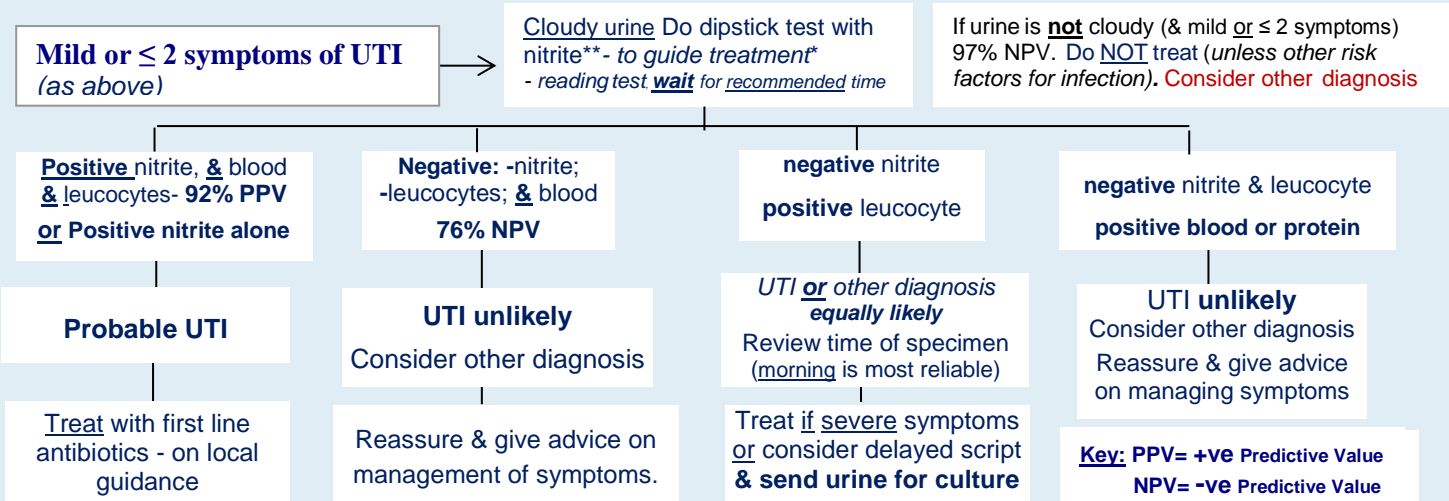 Mild or ≤ 2 symptoms of UTI
(as above)
Cloudy urine Do dipstick test with
nitrite**- to guide treatment*
- reading test, wait for recommended time
If urine is not cloudy (& mild or ≤ 2 symptoms)
97% NPV. Do NOT treat (unless other risk
factors for infection). Consider other diagnosis
Positive nitrite, & blood
& leucocytes- 92% PPV
or Positive nitrite alone
Probable UTI
Treat with first line
antibiotics - on local
guidance
Negative: -nitrite;
-leucocytes; & blood
76% NPV
UTI unlikely
Consider other diagnosis
Reassure & give advice on
management of symptoms.
negative nitrite
positive leucocyte
UTI or other diagnosis
equally likely
Review time of specimen
(morning is most reliable)
Treat if severe symptoms
or consider delayed script
& send urine for culture
negative nitrite & leucocyte
positive blood or protein
UTI unlikely
Consider other diagnosis
Reassure & give advice
on managing symptoms
Key: PPV= +ve Predictive Value
NPV= -ve Predictive Value